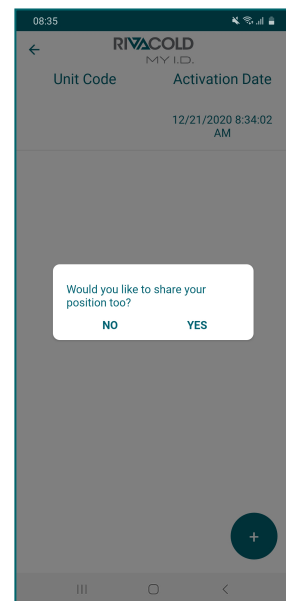 08:35
RIVACOLD
MY I.D.
Unit Code Activation Date
12/21/2020 8:34:02
AM
Would you like to share your
position too?
NO YES
+